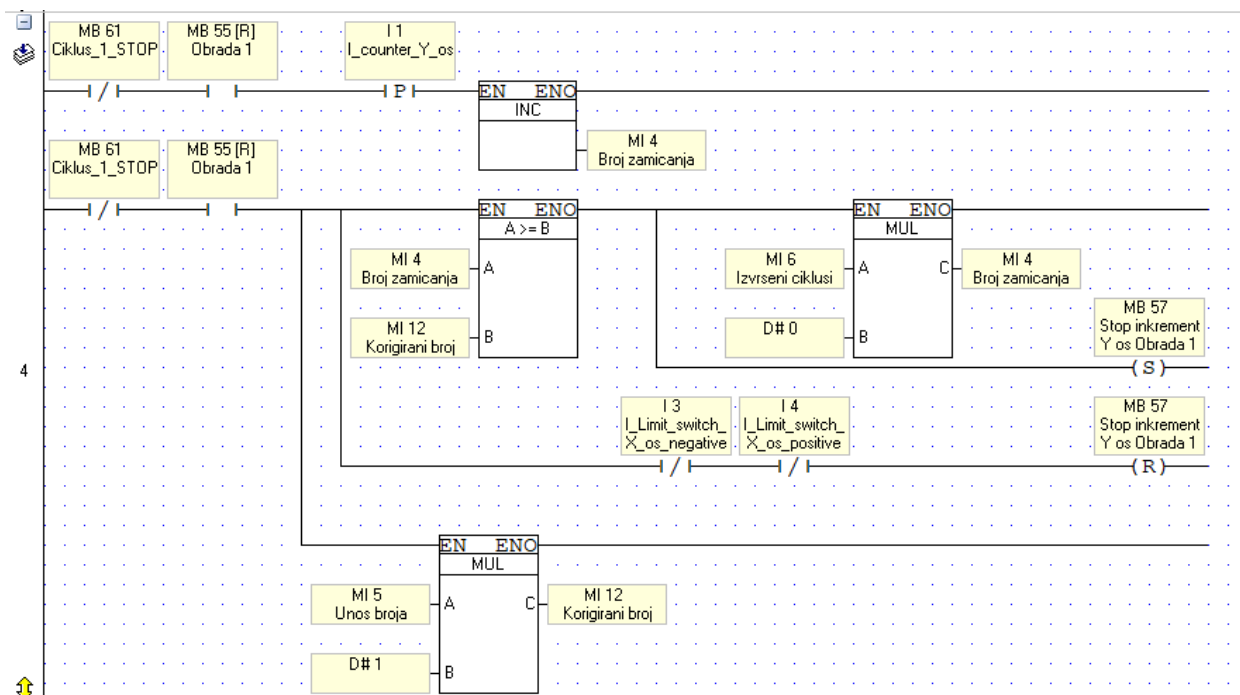 MB 61
Ciklus_1_STOP
MB 55 [R]
Obrada 1
I 1
I_counter_Y_os
P
EN ENO
INC
MI 4
Broj zamicanja
MB 61
Ciklus_1_STOP
MB 55 [R]
Obrada 1
EN ENO
A >= B
MI 4
Broj zamicanja
A
MI 12
Korigirani broj
B
EN ENO
MUL
MI 6
Izvrseni ciklusi
A
C
MI 4
Broj zamicanja
D# 0
B
MB 57
Stop inkrement
Y os Obrada 1
(S)
4
I 3
I_Limit_switch_
X_os_negative
I 4
I_Limit_switch_
X_os_positive
MB 57
Stop inkrement
Y os Obrada 1
(R)
EN ENO
MUL
MI 5
Unos broja
A
C
MI 12
Korigirani broj
D# 1
B